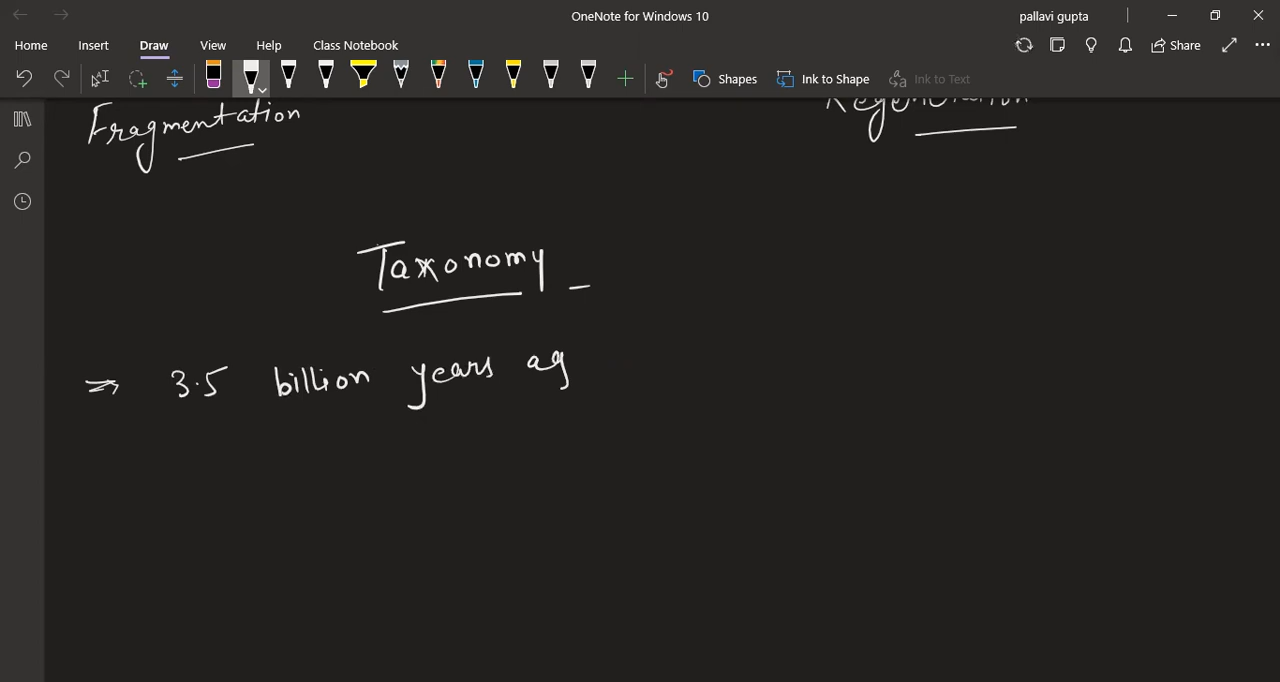 OneNote for Windows 10
pallavi gupta
Home Insert Draw View Help Class Notebook
Share
Shapes Ink to Shape Ink to Text
Fragmentation Regeneration
Taxonomy -
⇒ 3.5 billion years ag